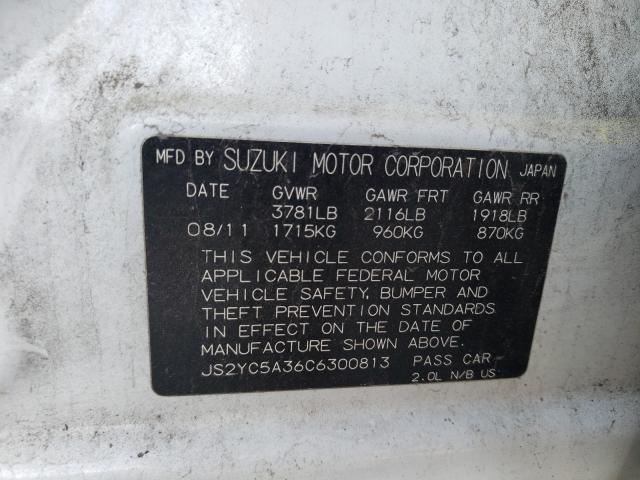 MFD BY SUZUKI MOTOR CORPORATION JAPAN
DATE GVWR GAWR FRT GAWR RR
3781LB 2116LB 1918LB
08/11 1715KG 960KG 870KG
THIS VEHICLE CONFORMS TO ALL
APPLICABLE FEDERAL MOTOR
VEHICLE SAFETY, BUMPER AND
THEFT PREVENTION STANDARDS
IN EFFECT ON THE DATE OF
MANUFACTURE SHOWN ABOVE.
JS2YC5A36C6300813 PASS CAR
2.0L N/B US